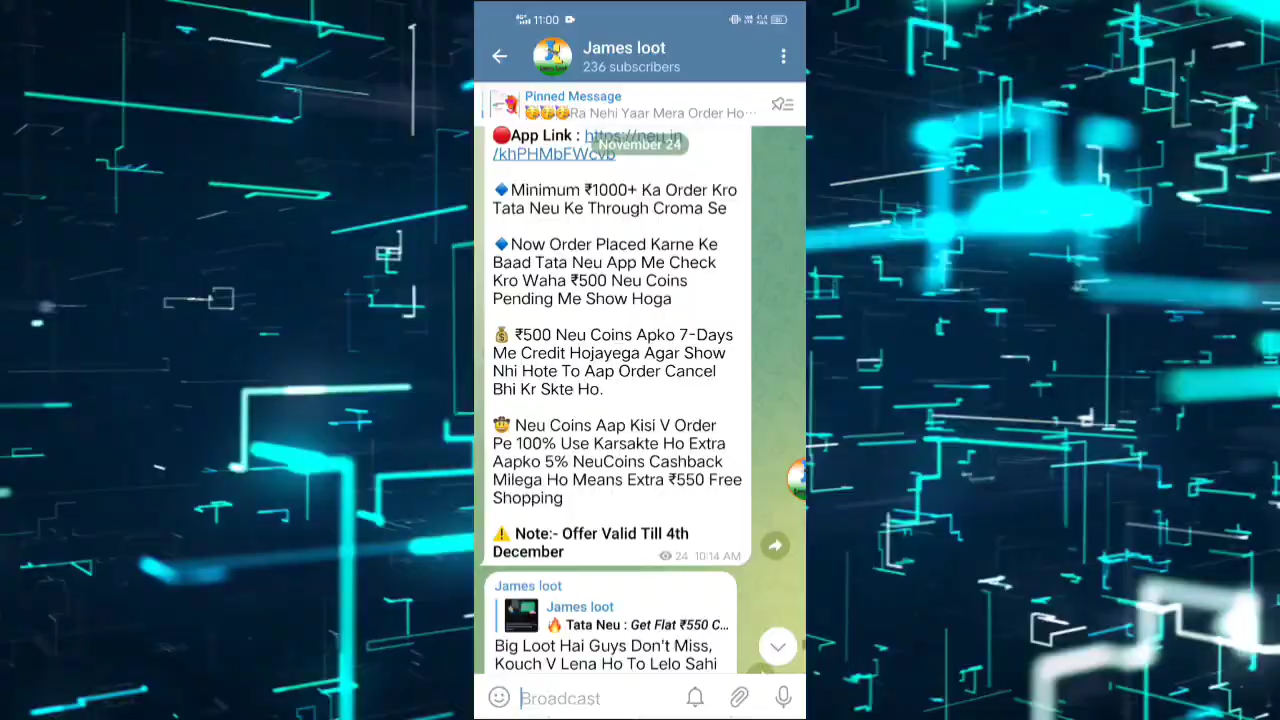 11:00
James loot
236 subscribers
Pinned Message
🥳🥳🥳Ra Nehi Yaar Mera Order Ho...
🔴App Link : https://neu.in
/khPHMbFWcvb
November 24
🔷Minimum ₹1000+ Ka Order Kro
Tata Neu Ke Through Croma Se
🔷Now Order Placed Karne Ke
Baad Tata Neu App Me Check
Kro Waha ₹500 Neu Coins
Pending Me Show Hoga
💰 ₹500 Neu Coins Apko 7-Days
Me Credit Hojayega Agar Show
Nhi Hote To Aap Order Cancel
Bhi Kr Skte Ho.
🤠 Neu Coins Aap Kisi V Order
Pe 100% Use Karsakte Ho Extra
Aapko 5% NeuCoins Cashback
Milega Ho Means Extra ₹550 Free
Shopping
⚠️ Note:- Offer Valid Till 4th
December
24 10:14 AM
James loot
James loot
🔥 Tata Neu : Get Flat ₹550 C...
Big Loot Hai Guys Don't Miss,
Kouch V Lena Ho To Lelo Sahi
Broadcast